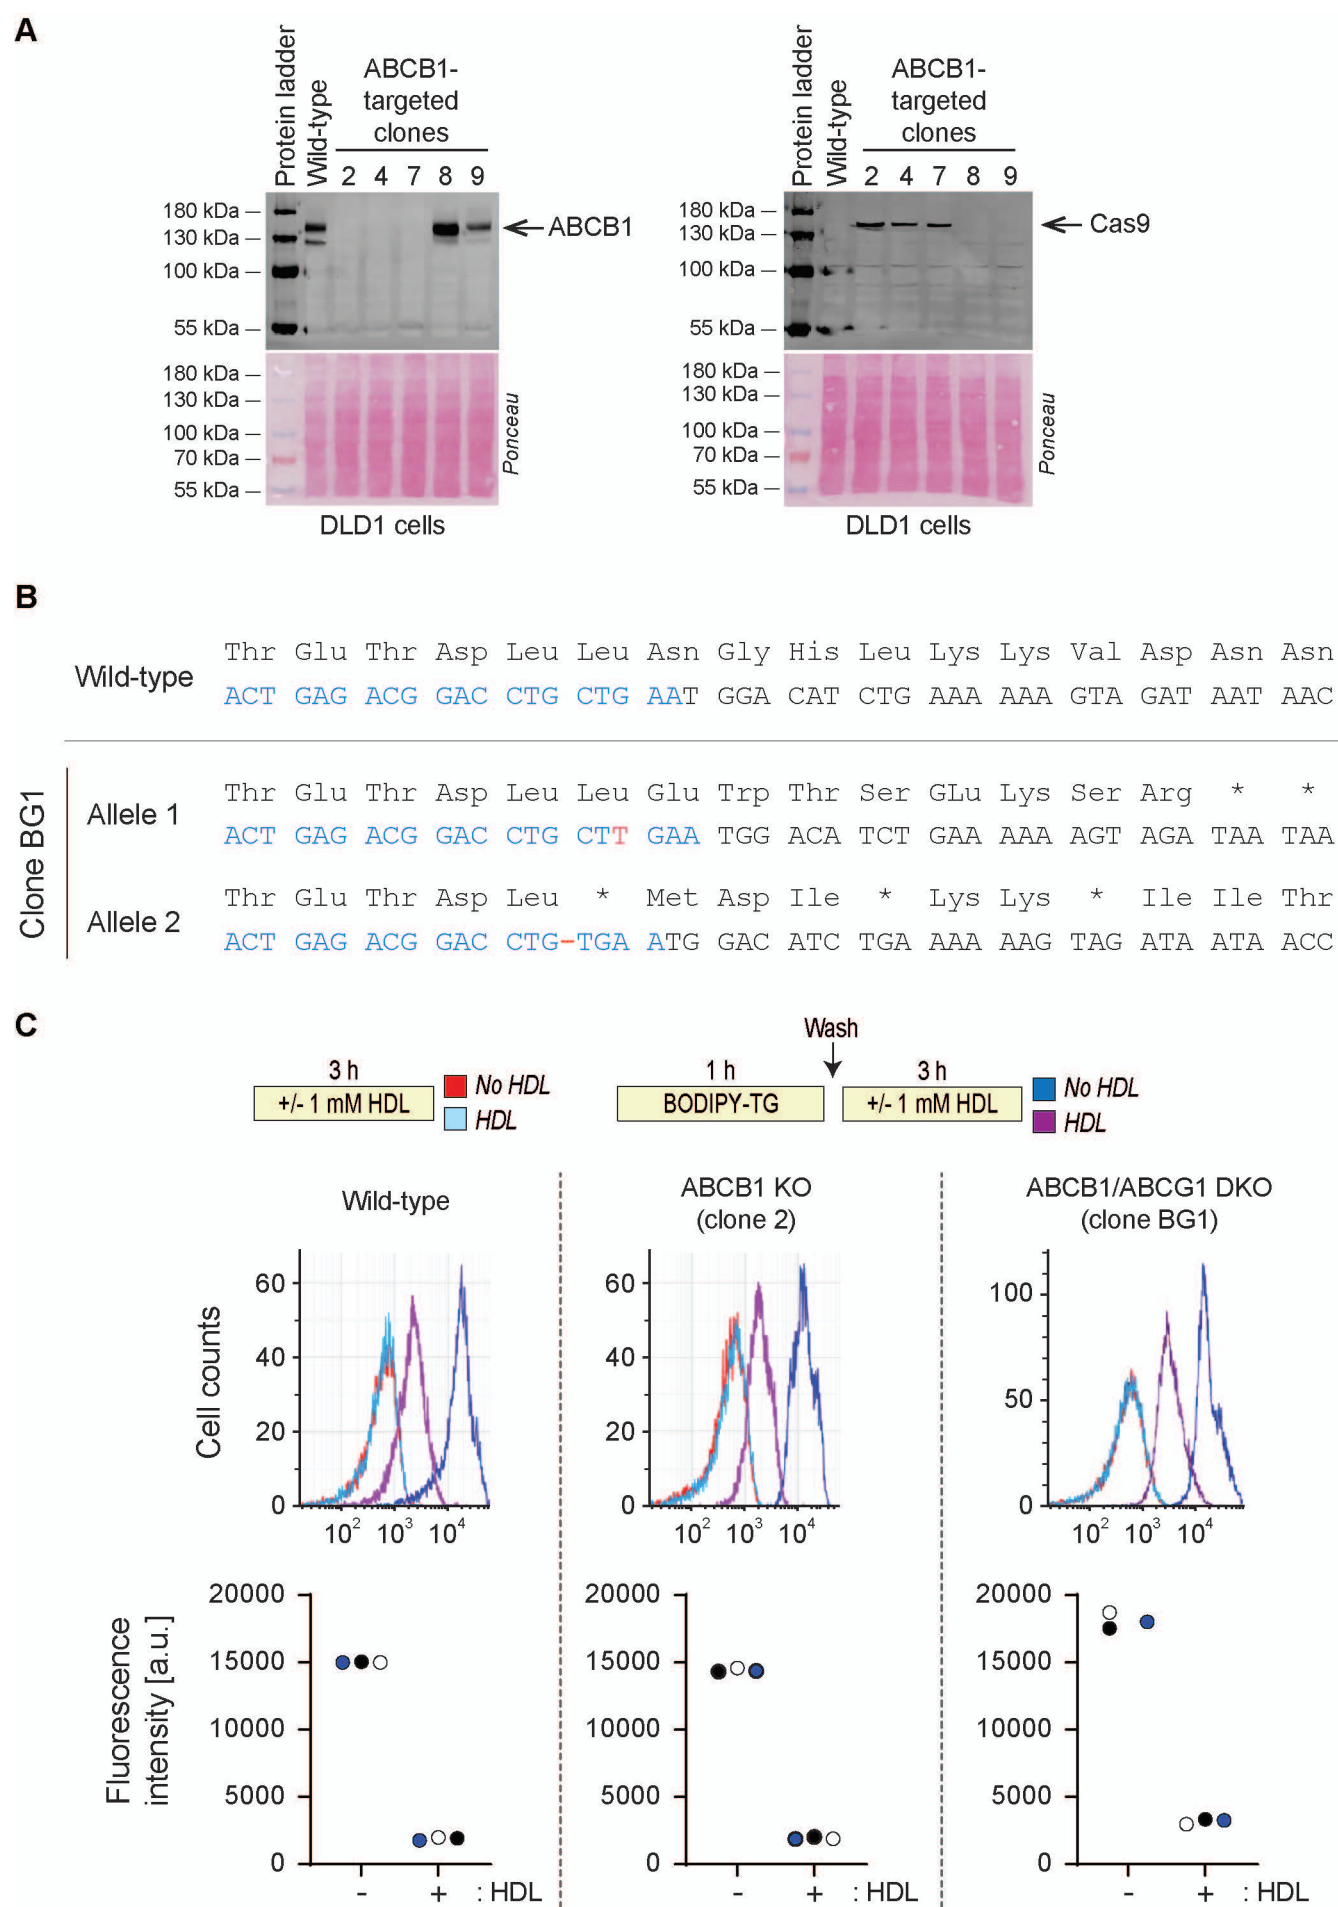 A
Protein ladder
Wild-type
ABCB1-
targeted
clones
2 4 7 8 9
180 kDa
130 kDa
100 kDa
55 kDa
ABCB1
180 kDa
130 kDa
100 kDa
70 kDa
55 kDa
Ponceau
DLD1 cells
Protein ladder
Wild-type
ABCB1-
targeted
clones
2 4 7 8 9
180 kDa
130 kDa
100 kDa
55 kDa
Cas9
180 kDa
130 kDa
100 kDa
70 kDa
55 kDa
Ponceau
DLD1 cells
B
Wild-type
Thr Glu Thr Asp Leu Leu Asn Gly His Leu Lys Lys Val Asp Asn Asn
ACT GAG ACG GAC CTG CTG AAT GGA CAT CTG AAA AAA GTA GAT AAT AAC
Clone BG1
Allele 1
Thr Glu Thr Asp Leu Leu Glu Trp Thr Ser GLu Lys Ser Arg * *
ACT GAG ACG GAC CTG CTT GAA TGG ACA TCT GAA AAA AGT AGA TAA TAA
Allele 2
Thr Glu Thr Asp Leu * Met Asp Ile * Lys Lys * Ile Ile Thr
ACT GAG ACG GAC CTG-TGA ATG GAC ATC TGA AAA AAG TAG ATA ATA ACC
C
3 h
+/- 1 mM HDL
No HDL
HDL
1 h
BODIPY-TG
Wash
3 h
+/- 1 mM HDL
No HDL
HDL
Wild-type
ABCB1 KO
(clone 2)
ABCB1/ABCG1 DKO
(clone BG1)
Cell counts
60
40
20
0
10² 10³ 10⁴
60
40
20
0
10² 10³ 10⁴
100
50
0
10² 10³ 10⁴
Fluorescence
intensity [a.u.]
20000
15000
10000
5000
0
- + : HDL
20000
15000
10000
5000
0
- + : HDL
20000
15000
10000
5000
0
- + : HDL